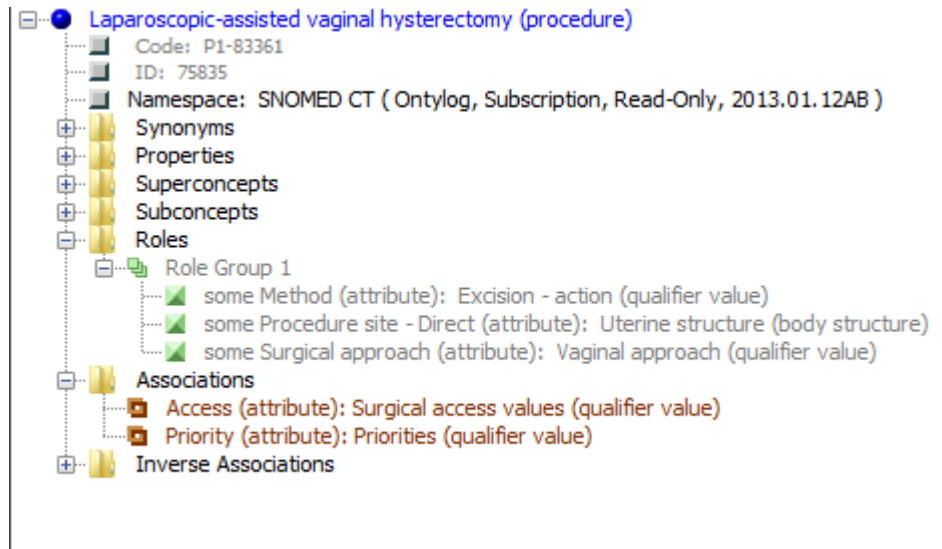 Laparoscopic-assisted vaginal hysterectomy (procedure)
Code: P1-83361
ID: 75835
Namespace: SNOMED CT ( Ontylog, Subscription, Read-Only, 2013.01.12AB )
Synonyms
Properties
Superconcepts
Subconcepts
Roles
Role Group 1
some Method (attribute): Excision - action (qualifier value)
some Procedure site - Direct (attribute): Uterine structure (body structure)
some Surgical approach (attribute): Vaginal approach (qualifier value)
Associations
Access (attribute): Surgical access values (qualifier value)
Priority (attribute): Priorities (qualifier value)
Inverse Associations